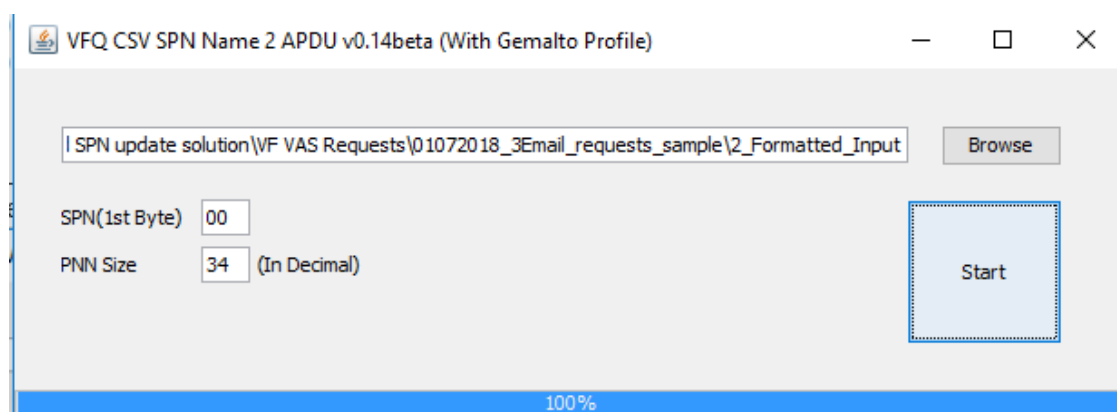 VFQ CSV SPN Name 2 APDU v0.14beta (With Gemalto Profile)
l SPN update solution\VF VAS Requests\01072018_3Email_requests_sample\2_Formatted_Input
Browse
SPN(1st Byte) 00
PNN Size 34 (In Decimal)
Start
100%